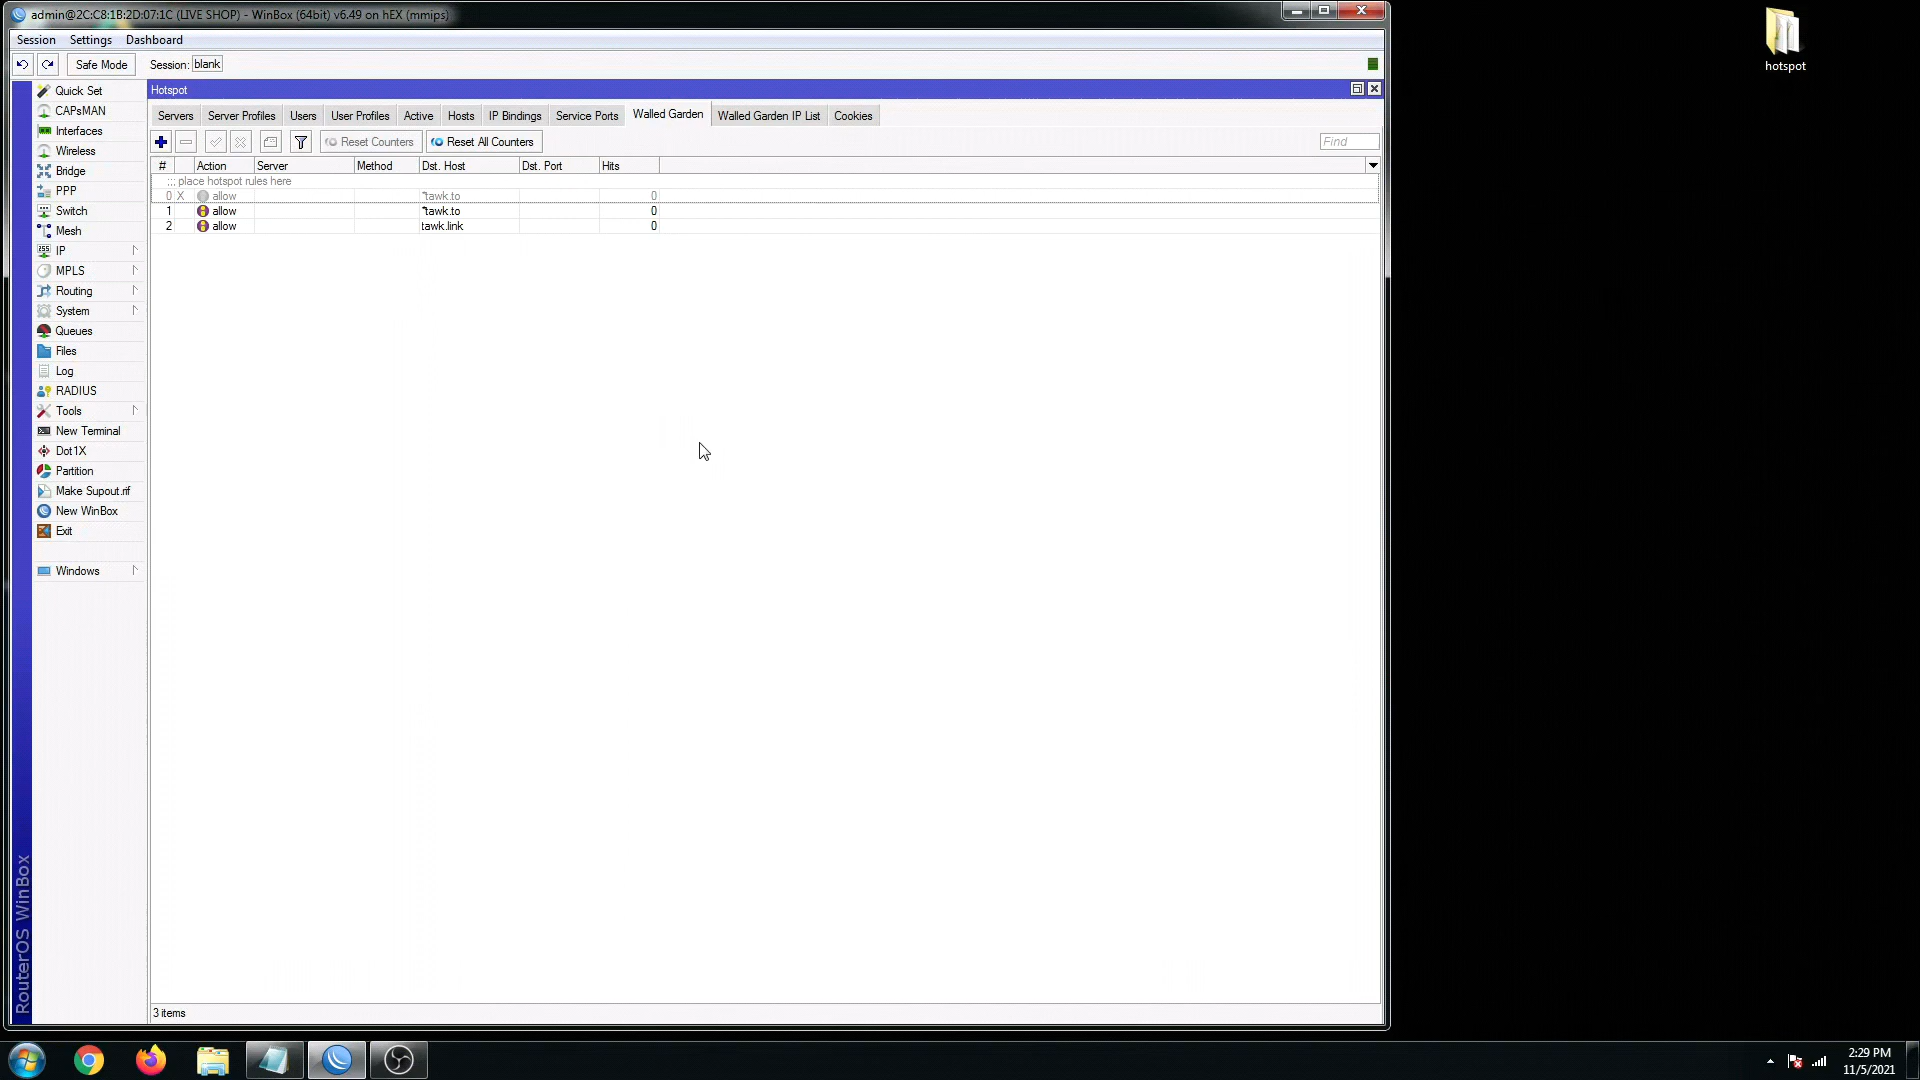 admin@2C:C8:1B:2D:07:1C (LIVE SHOP) - WinBox (64bit) v6.49 on hEX (mmips)
hotspot
Session Settings Dashboard
Safe Mode Session: blank
Quick Set
CAPsMAN
Interfaces
Wireless
Bridge
PPP
Switch
Mesh
IP
MPLS
Routing
System
Queues
Files
Log
RADIUS
Tools
New Terminal
Dot1X
Partition
Make Supout.rif
New WinBox
Exit
Windows
RouterOS WinBox
Hotspot
Servers Server Profiles Users User Profiles Active Hosts IP Bindings Service Ports Walled Garden Walled Garden IP List Cookies
Reset Counters Reset All Counters Find
# Action Server Method Dst. Host Dst. Port Hits
::: place hotspot rules here
0 X allow *tawk.to 0
1 allow *tawk.to 0
2 allow tawk.link 0
3 items
2:29 PM
11/5/2021